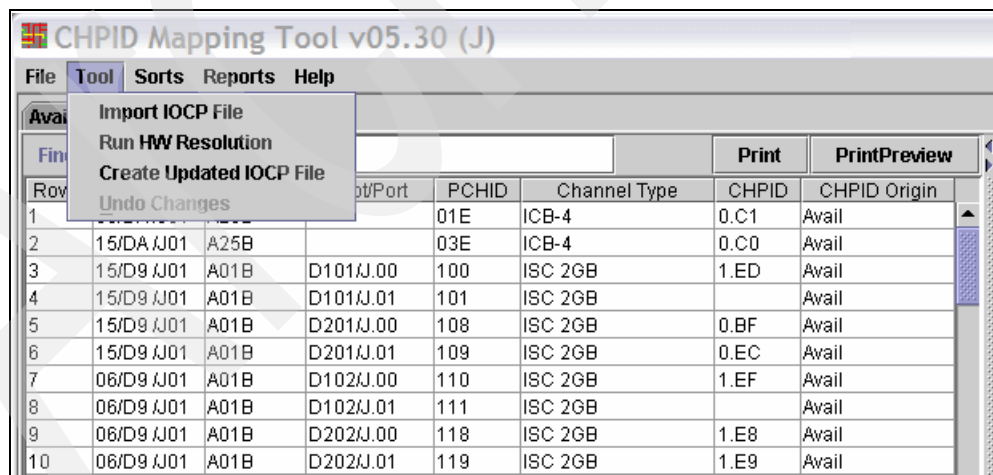 CHPID Mapping Tool v05.30 (J)
File Tool Sorts Reports Help
Import IOCP File
Run HW Resolution
Create Updated IOCP File
Undo Changes
Print PrintPreview
PCHID Channel Type CHPID CHPID Origin
1 01E ICB-4 0.C1 Avail
2 15/DA/J01 A25B 03E ICB-4 0.C0 Avail
3 15/D9/J01 A01B D101/J.00 100 ISC 2GB 1.ED Avail
4 15/D9/J01 A01B D101/J.01 101 ISC 2GB Avail
5 15/D9/J01 A01B D201/J.00 108 ISC 2GB 0.BF Avail
6 15/D9/J01 A01B D201/J.01 109 ISC 2GB 0.EC Avail
7 06/D9/J01 A01B D102/J.00 110 ISC 2GB 1.EF Avail
8 06/D9/J01 A01B D102/J.01 111 ISC 2GB Avail
9 06/D9/J01 A01B D202/J.00 118 ISC 2GB 1.E8 Avail
10 06/D9/J01 A01B D202/J.01 119 ISC 2GB 1.E9 Avail